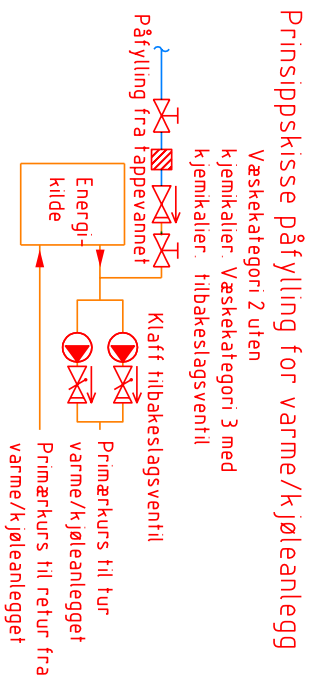 Prinsippskisse påfylling for varme/kjøleanlegg
Væskekategori 2 uten
kjemikalier. Væskekategori 3 med
kjemikalier. tilbakeslagsventil
Påfylling fra tappevannet
Klaff tilbakeslagsventil
Energi-
kilde
Primærkurs til tur
varme/kjøleanlegget
Primærkurs til retur fra
varme/kjøleanlegget